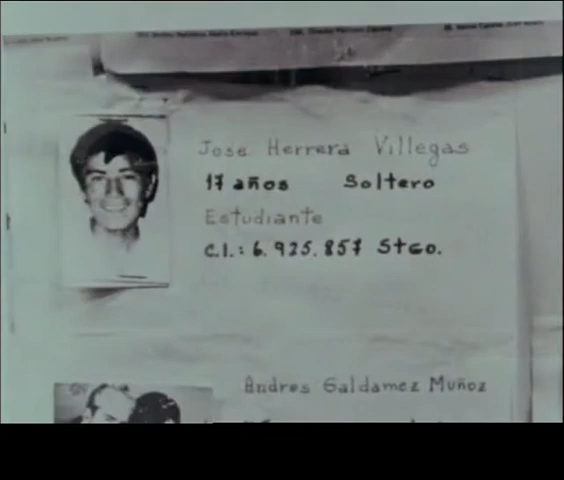 Jose Herrera Villegas
17 años Soltero
Estudiante
C.I.: 6.925.857 Stgo.
Andres Galdamez Muñoz